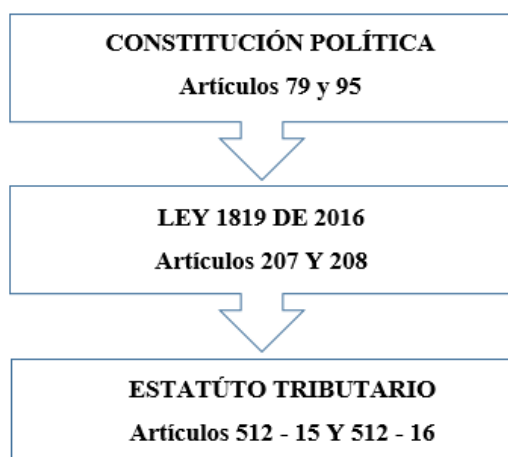 CONSTITUCIÓN POLÍTICA
Artículos 79 y 95
LEY 1819 DE 2016
Artículos 207 Y 208
ESTATÚTO TRIBUTARIO
Artículos 512 - 15 Y 512 - 16